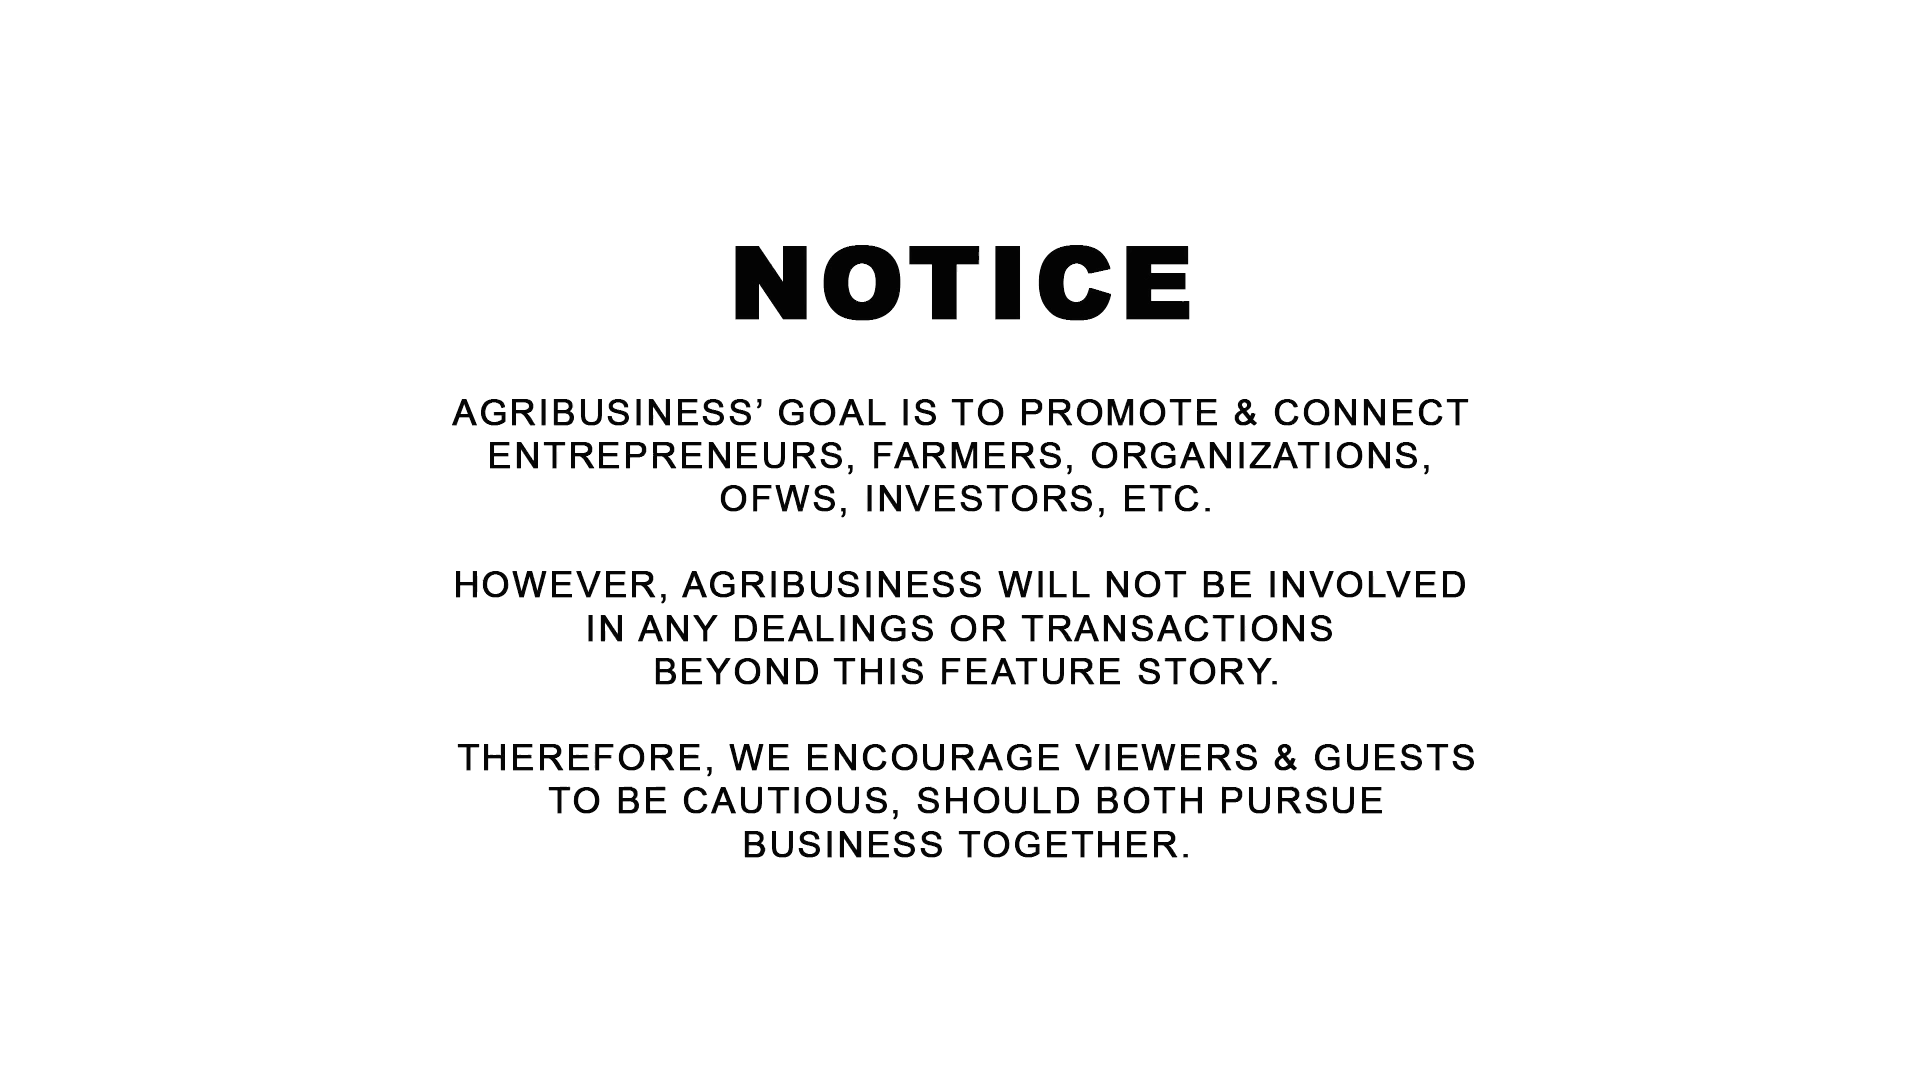 NOTICE
AGRIBUSINESS’ GOAL IS TO PROMOTE & CONNECT
ENTREPRENEURS, FARMERS, ORGANIZATIONS,
OFWS, INVESTORS, ETC.
HOWEVER, AGRIBUSINESS WILL NOT BE INVOLVED
IN ANY DEALINGS OR TRANSACTIONS
BEYOND THIS FEATURE STORY.
THEREFORE, WE ENCOURAGE VIEWERS & GUESTS
TO BE CAUTIOUS, SHOULD BOTH PURSUE
BUSINESS TOGETHER.